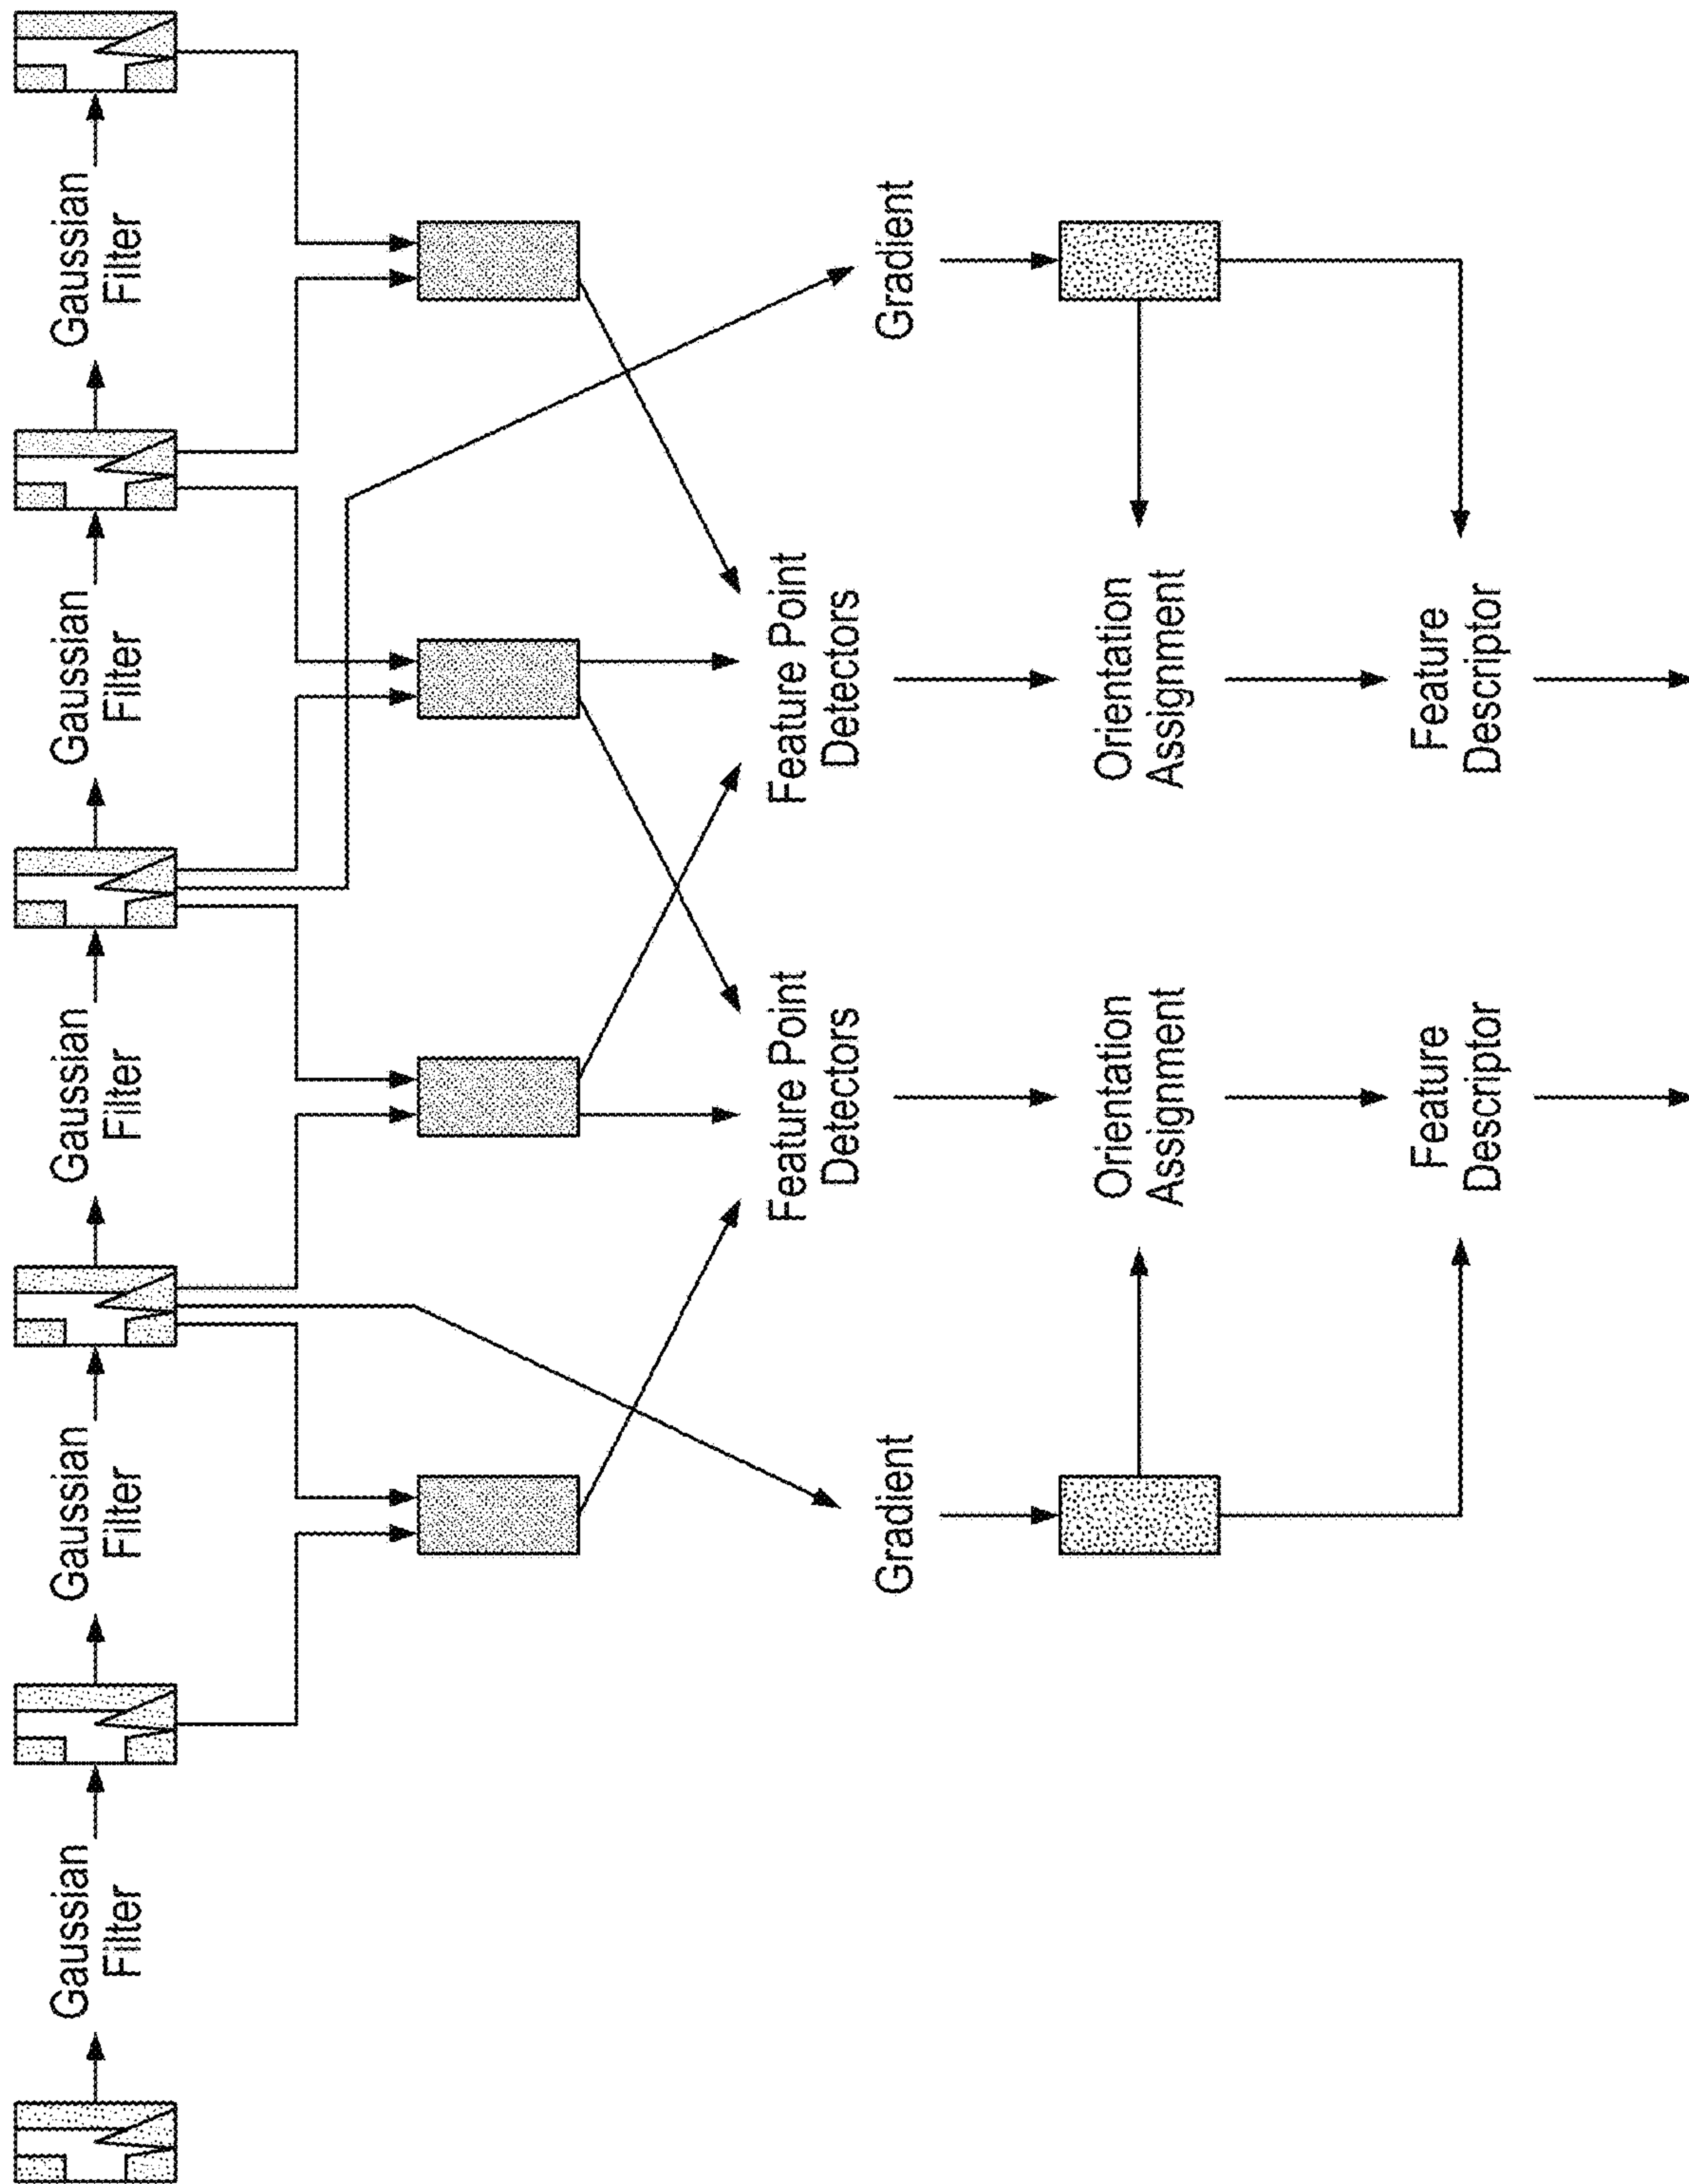 Gaussian
Filter
Gaussian
Filter
Gaussian
Filter
Gaussian
Filter
Gaussian
Filter
Feature Point
Detectors
Feature Point
Detectors
Gradient
Gradient
Orientation
Assignment
Orientation
Assignment
Feature
Descriptor
Feature
Descriptor